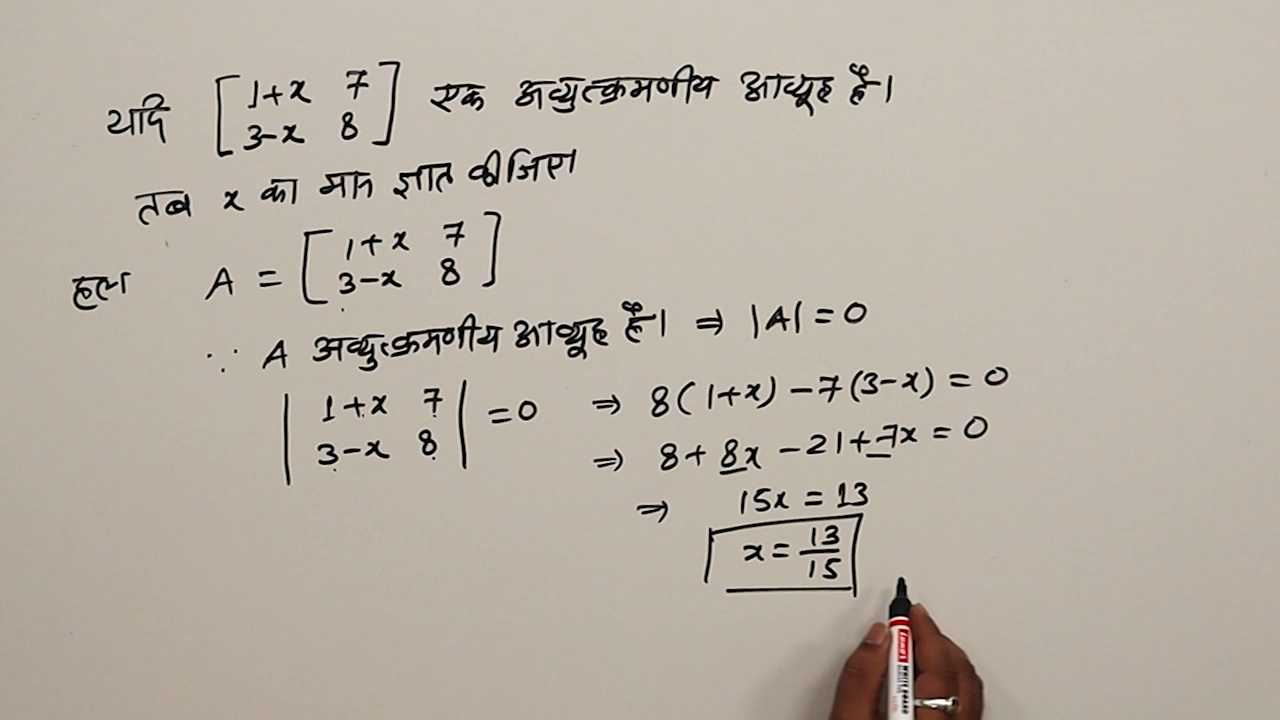 यदि [1+x 7
3-x 8] एक अव्युत्क्रमणीय आव्यूह है।
तब x का मान ज्ञात कीजिए।
हल। A = [1+x 7
3-x 8]
∵ A अव्युत्क्रमणीय आव्यूह है। ⇒ |A| = 0
|1+x 7
3-x 8| = 0 ⇒ 8(1+x) - 7(3-x) = 0
⇒ 8 + 8x - 21 + 7x = 0
⇒ 15x = 13
x = 13/15